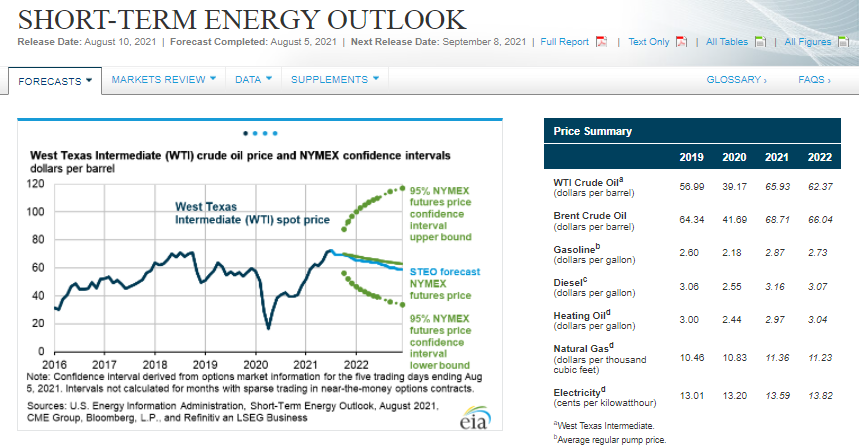 SHORT-TERM ENERGY OUTLOOK
Release Date: August 10, 2021 | Forecast Completed: August 5, 2021 | Next Release Date: September 8, 2021 | Full Report | Text Only | All Tables | All Figures
FORECASTS MARKETS REVIEW DATA SUPPLEMENTS GLOSSARY › FAQS ›
West Texas Intermediate (WTI) crude oil price and NYMEX confidence intervals
dollars per barrel
120
100
80
60
40
20
0
2016 2017 2018 2019 2020 2021 2022
West Texas
Intermediate (WTI) spot price
95% NYMEX
futures price
confidence
interval
upper bound
STEO forecast
NYMEX
futures price
95% NYMEX
futures price
confidence
interval
lower bound
Note: Confidence interval derived from options market information for the five trading days ending Aug
5, 2021. Intervals not calculated for months with sparse trading in near-the-money options contracts.
Sources: U.S. Energy Information Administration, Short-Term Energy Outlook, August 2021,
CME Group, Bloomberg, L.P., and Refinitiv an LSEG Business
eia
Price Summary
2019 2020 2021 2022
WTI Crude Oilᵃ
(dollars per barrel)
56.99 39.17 65.93 62.37
Brent Crude Oil
(dollars per barrel)
64.34 41.69 68.71 66.04
Gasolineᵇ
(dollars per gallon)
2.60 2.18 2.87 2.73
Dieselᶜ
(dollars per gallon)
3.06 2.55 3.16 3.07
Heating Oilᵈ
(dollars per gallon)
3.00 2.44 2.97 3.04
Natural Gasᵈ
(dollars per thousand
cubic feet)
10.46 10.83 11.36 11.23
Electricityᵈ
(cents per kilowatthour)
13.01 13.20 13.59 13.82
ᵃWest Texas Intermediate.
ᵇAverage regular pump price.